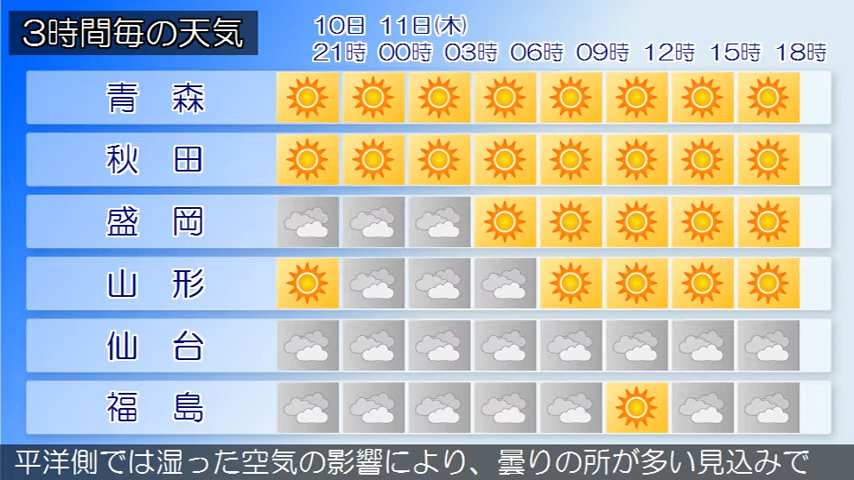 3時間毎の天気
10日 11日(木)
21時 00時 03時 06時 09時 12時 15時 18時
青森
秋田
盛岡
山形
仙台
福島
平洋側では湿った空気の影響により、曇りの所が多い見込みで